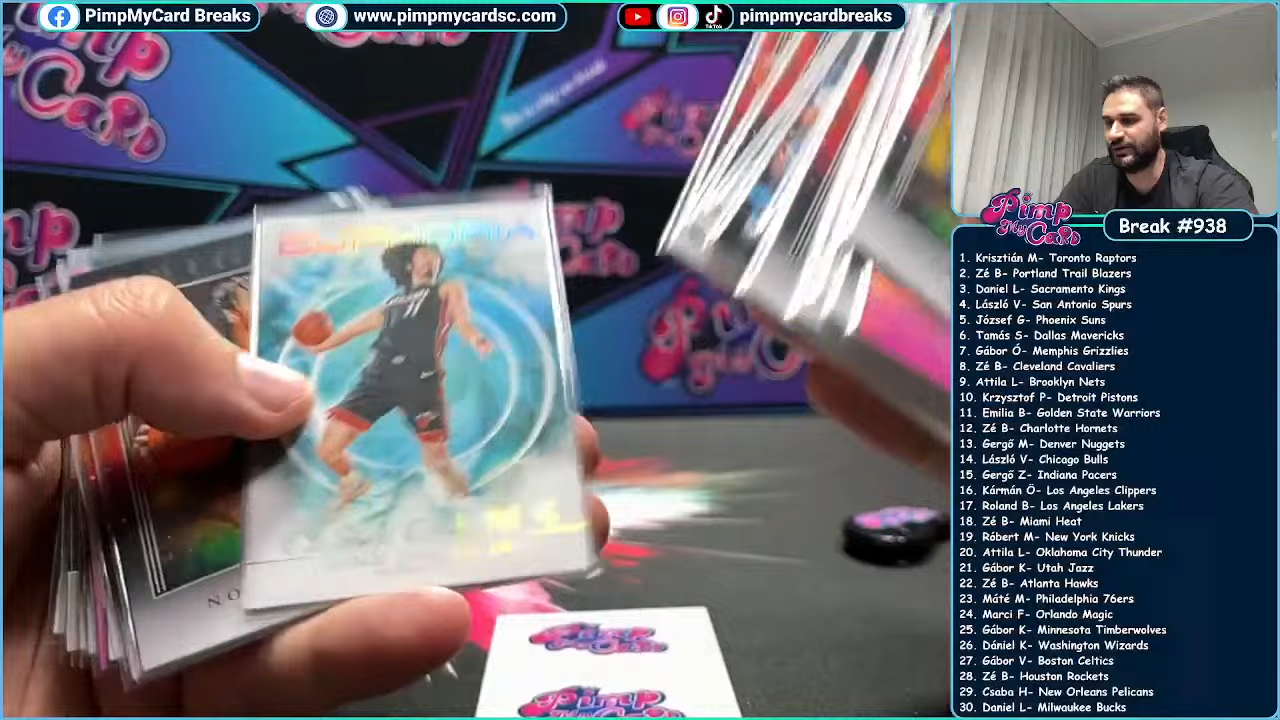 PimpMyCard Breaks
www.pimpmycardsc.com
pimpmycardbreaks
Pimp
My Card
Break #938
1. Krisztián M- Toronto Raptors
2. Zé B- Portland Trail Blazers
3. Daniel L- Sacramento Kings
4. László V- San Antonio Spurs
5. József G- Phoenix Suns
6. Tamás S- Dallas Mavericks
7. Gábor Ó- Memphis Grizzlies
8. Zé B- Cleveland Cavaliers
9. Attila L- Brooklyn Nets
10. Krzysztof P- Detroit Pistons
11. Emilia B- Golden State Warriors
12. Zé B- Charlotte Hornets
13. Gergő M- Denver Nuggets
14. László V- Chicago Bulls
15. Gergő Z- Indiana Pacers
16. Kármán Ö- Los Angeles Clippers
17. Roland B- Los Angeles Lakers
18. Zé B- Miami Heat
19. Róbert M- New York Knicks
20. Attila L- Oklahoma City Thunder
21. Gábor K- Utah Jazz
22. Zé B- Atlanta Hawks
23. Máté M- Philadelphia 76ers
24. Marci F- Orlando Magic
25. Gábor K- Minnesota Timberwolves
26. Dániel K- Washington Wizards
27. Gábor V- Boston Celtics
28. Zé B- Houston Rockets
29. Csaba H- New Orleans Pelicans
30. Daniel L- Milwaukee Bucks